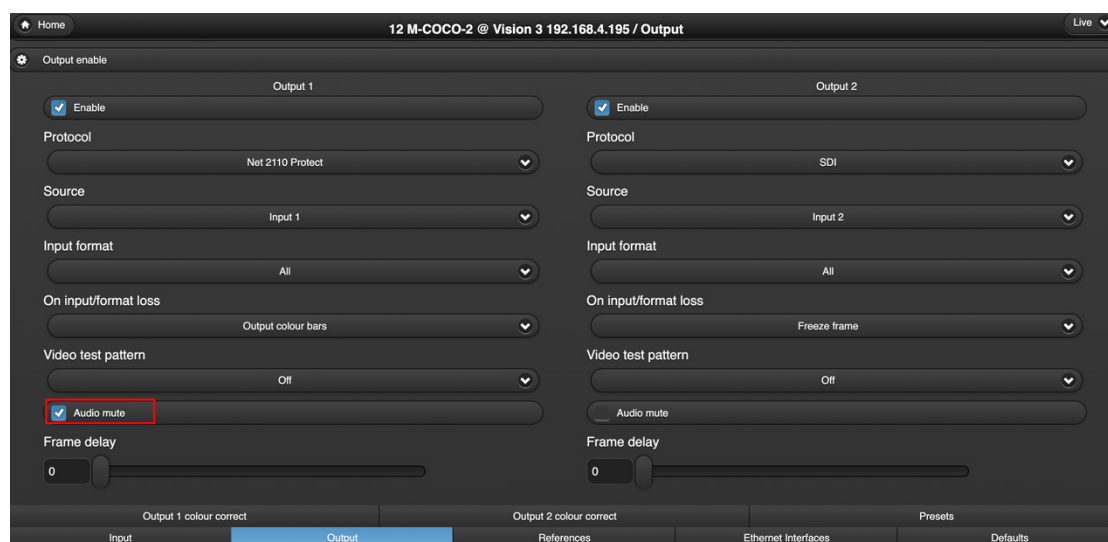 Home
12 M-COCO-2 @ Vision 3 192.168.4.195 / Output
Live
Output enable
Output 1
Output 2
Enable
Enable
Protocol
Protocol
Net 2110 Protect
SDI
Source
Source
Input 1
Input 2
Input format
Input format
All
All
On input/format loss
On input/format loss
Output colour bars
Freeze frame
Video test pattern
Video test pattern
Off
Off
Audio mute
Audio mute
Frame delay
Frame delay
0
0
Output 1 colour correct
Output 2 colour correct
Presets
Input
Output
References
Ethernet Interfaces
Defaults